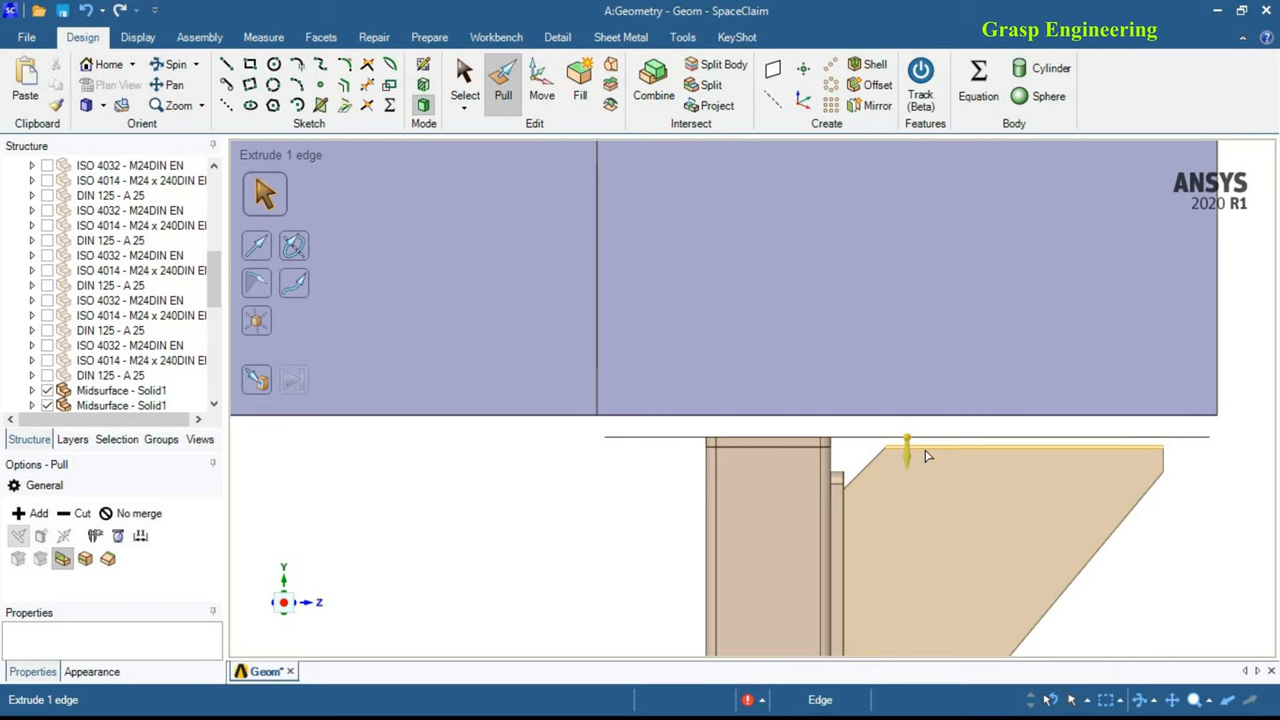 A:Geometry - Geom - SpaceClaim
Grasp Engineering
File Design Display Assembly Measure Facets Repair Prepare Workbench Detail Sheet Metal Tools KeyShot
Home Spin Split Body Shell Cylinder
Plan View Pan Split Offset Sphere
Paste Zoom Select Pull Move Fill Combine Project Mirror Track (Beta) Equation
Clipboard Orient Sketch Mode Edit Intersect Create Features Body
Structure
Extrude 1 edge
ISO 4032 - M24DIN EN
ISO 4014 - M24 x 240DIN EN
DIN 125 - A 25
ISO 4032 - M24DIN EN
ISO 4014 - M24 x 240DIN EN
DIN 125 - A 25
ISO 4032 - M24DIN EN
ISO 4014 - M24 x 240DIN EN
DIN 125 - A 25
ISO 4032 - M24DIN EN
ISO 4014 - M24 x 240DIN EN
DIN 125 - A 25
ISO 4032 - M24DIN EN
ISO 4014 - M24 x 240DIN EN
DIN 125 - A 25
Midsurface - Solid1
Midsurface - Solid1
ANSYS
2020 R1
Structure Layers Selection Groups Views
Options - Pull
General
Add Cut No merge
Y
Z
Properties
Properties Appearance
Geom*
Extrude 1 edge
Edge